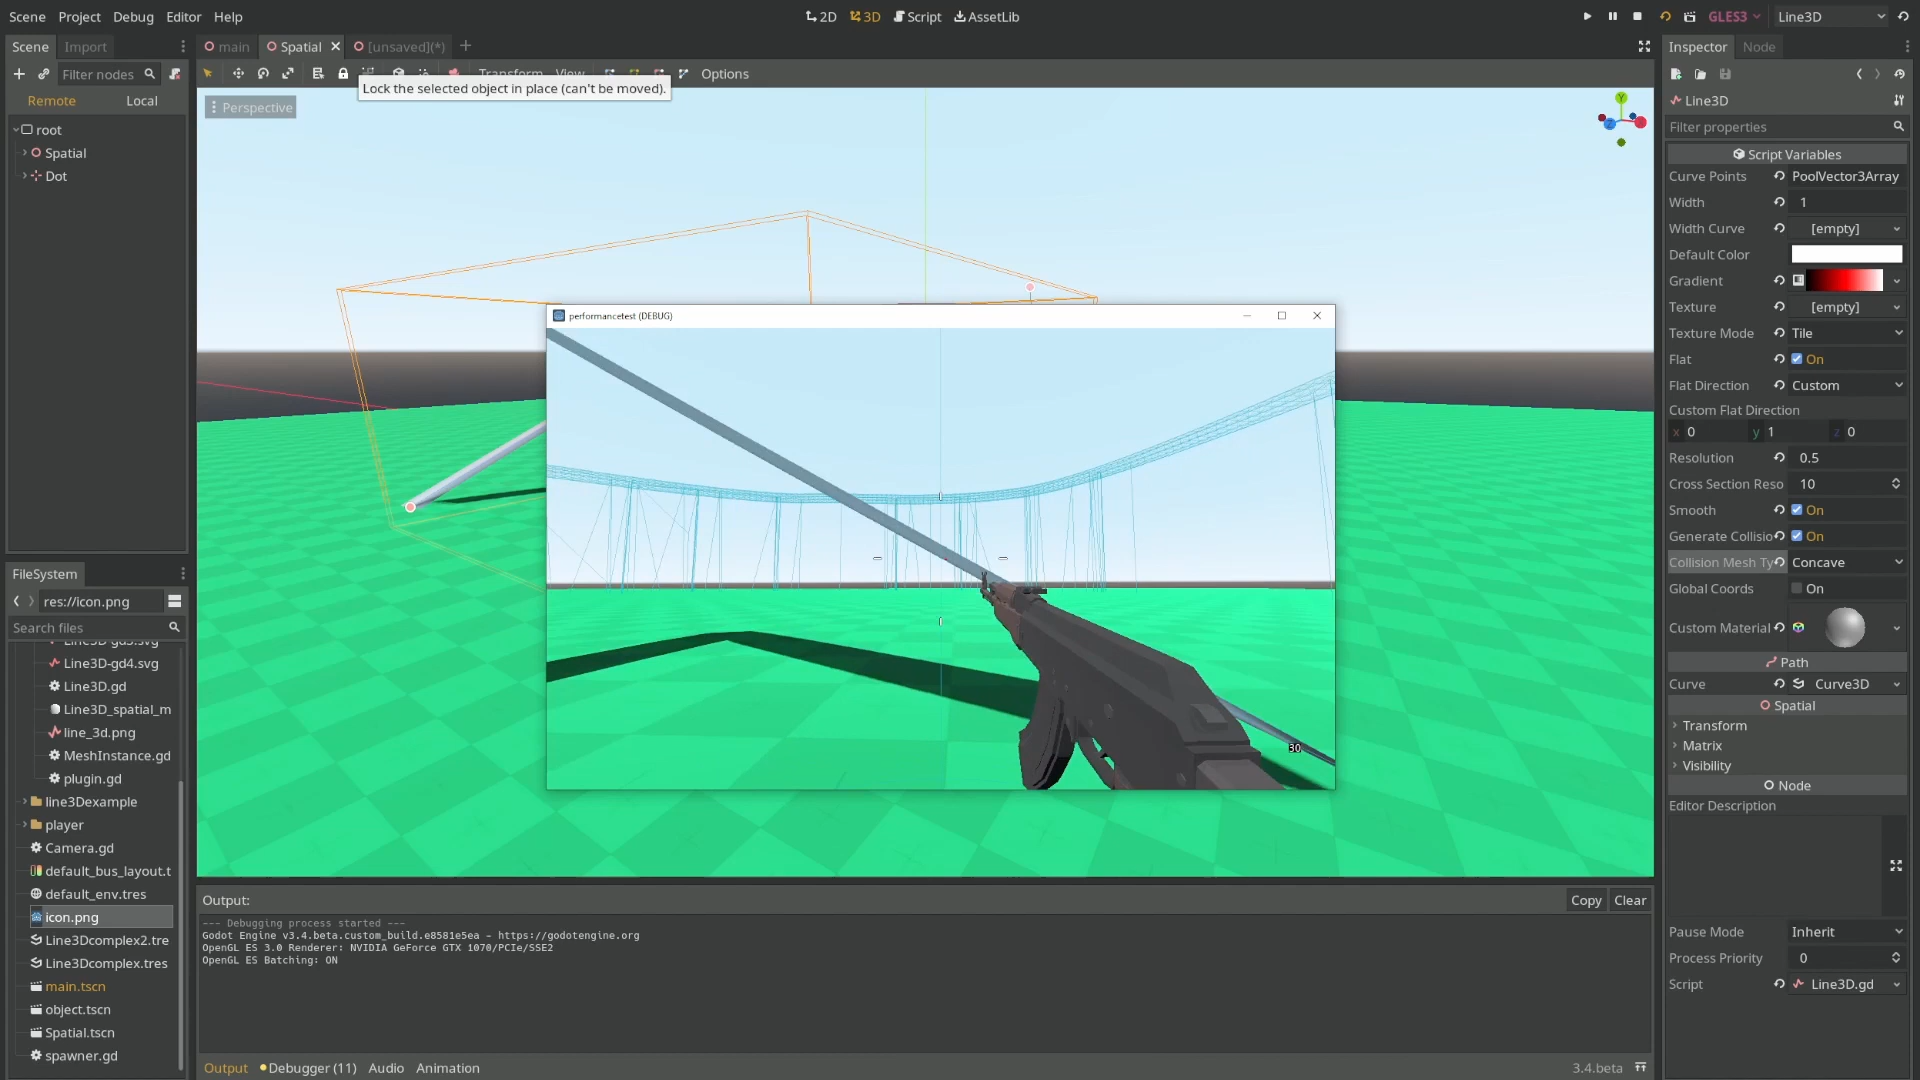 Scene Project Debug Editor Help
2D 3D Script AssetLib
GLES3 Line3D
Scene Import
main Spatial [unsaved](*)
Inspector Node
Filter nodes
Transform View Options
Lock the selected object in place (can't be moved).
Remote Local
Perspective
root
Spatial
Dot
Y
Z
Line3D
Filter properties
Script Variables
Curve Points PoolVector3Array
Width 1
Width Curve [empty]
Default Color
Gradient
Texture [empty]
Texture Mode Tile
Flat On
Flat Direction Custom
Custom Flat Direction
x 0 y 1 z 0
Resolution 0.5
Cross Section Reso 10
Smooth On
Generate Collisio On
Collision Mesh Ty Concave
Global Coords On
Custom Material
Path
Curve Curve3D
Spatial
Transform
Matrix
Visibility
Node
Editor Description
Pause Mode Inherit
Process Priority 0
Script Line3D.gd
performancetest (DEBUG)
30
FileSystem
res://icon.png
Search files
Line3D-gd3.svg
Line3D-gd4.svg
Line3D.gd
Line3D_spatial_m
line_3d.png
MeshInstance.gd
plugin.gd
line3Dexample
player
Camera.gd
default_bus_layout.t
default_env.tres
icon.png
Line3Dcomplex2.tre
Line3Dcomplex.tres
main.tscn
object.tscn
Spatial.tscn
spawner.gd
Output:
Copy Clear
--- Debugging process started ---
Godot Engine v3.4.beta.custom_build.e8581e5ea - https://godotengine.org
OpenGL ES 3.0 Renderer: NVIDIA GeForce GTX 1070/PCIe/SSE2
OpenGL ES Batching: ON
Output Debugger (11) Audio Animation
3.4.beta